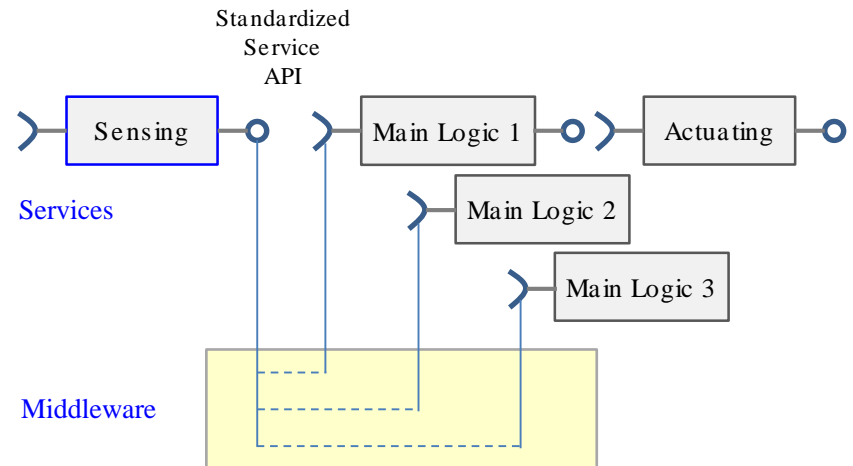 Standardized
Service
API
Sensing
Main Logic 1
Actuating
Services
Main Logic 2
Main Logic 3
Middleware